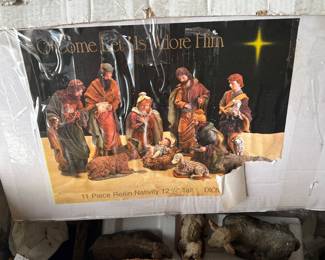 O Come Let Us Adore Him
11 Piece Resin Nativity 12 ½" Tall